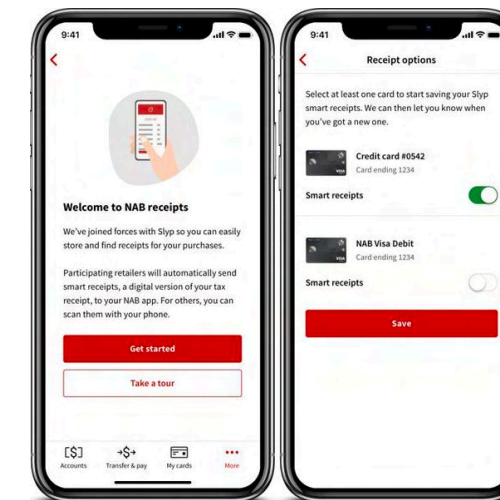 9:41
Welcome to NAB receipts
We've joined forces with Slyp so you can easily
store and find receipts for your purchases.
Participating retailers will automatically send
smart receipts, a digital version of your tax
receipt, to your NAB app. For others, you can
scan them with your phone.
Get started
Take a tour
Accounts
Transfer & pay
My cards
More
9:41
Receipt options
Select at least one card to start saving your Slyp
smart receipts. We can then let you know when
you've got a new one.
VISA
Credit card #0542
Card ending 1234
Smart receipts
VISA
NAB Visa Debit
Card ending 1234
Smart receipts
Save